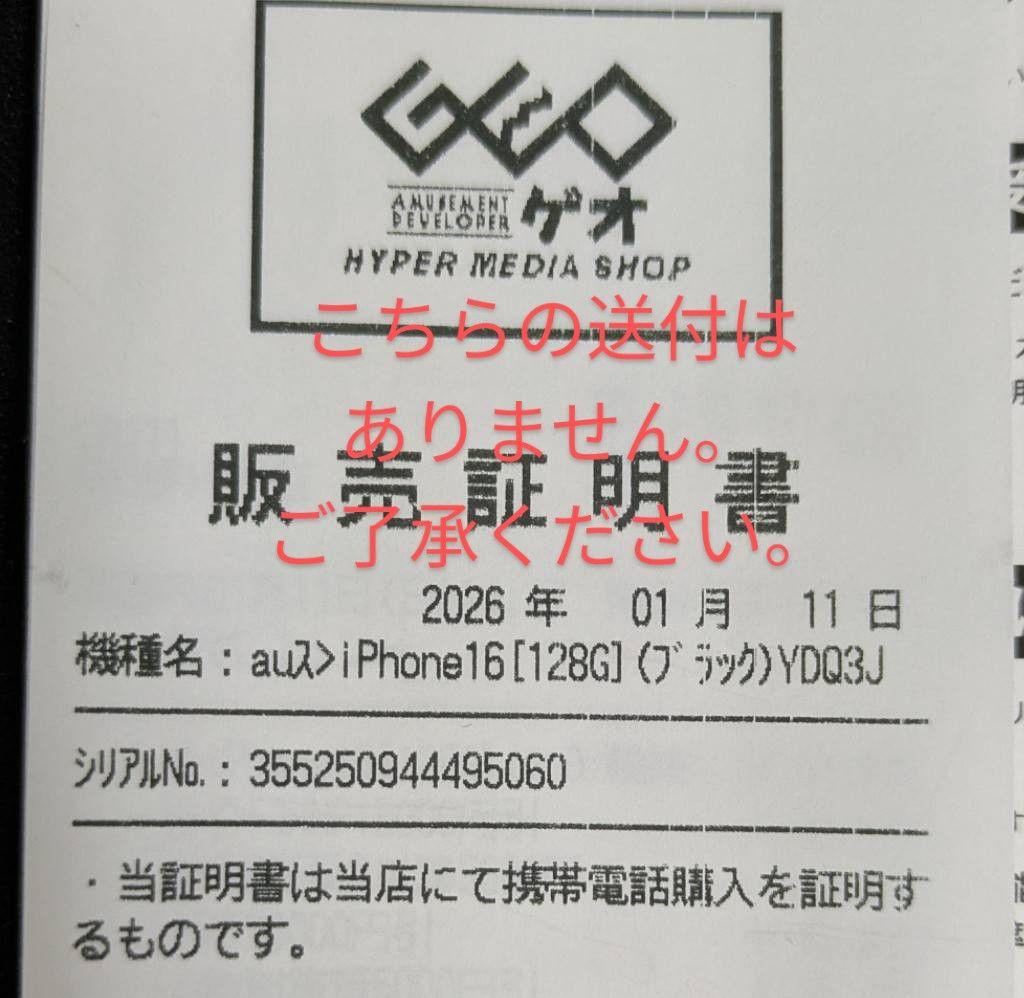 GEO
AMUSEMENT
DEVELOPER
ゲオ
HYPER MEDIA SHOP
こちらの送付は
ありません。
販売証明書
ご了承ください。
2026 年 01 月 11 日
機種名：auス>iPhone16[128G](ブラック)YDQ3J
シリアルNo.：355250944495060
・当証明書は当店にて携帯電話購入を証明す
るものです。